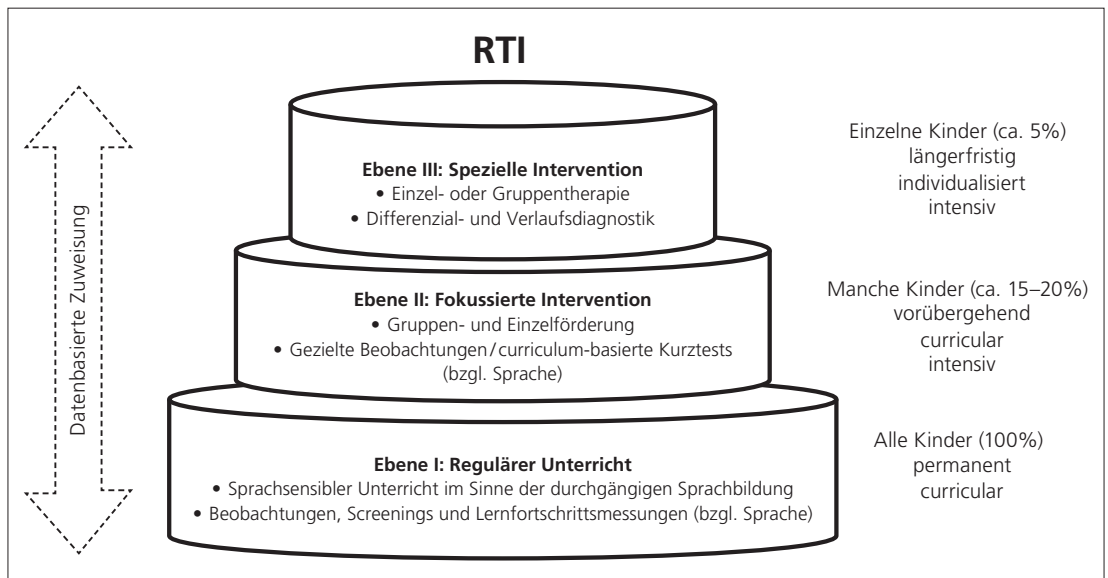 RTI
Datenbasierte Zuweisung
Ebene III: Spezielle Intervention
• Einzel- oder Gruppentherapie
• Differenzial- und Verlaufsdiagnostik
Einzelne Kinder (ca. 5%)
längerfristig
individualisiert
intensiv
Ebene II: Fokussierte Intervention
• Gruppen- und Einzelförderung
• Gezielte Beobachtungen/curriculum-basierte Kurztests
(bzgl. Sprache)
Manche Kinder (ca. 15–20%)
vorübergehend
curricular
intensiv
Ebene I: Regulärer Unterricht
• Sprachsensibler Unterricht im Sinne der durchgängigen Sprachbildung
• Beobachtungen, Screenings und Lernfortschrittsmessungen (bzgl. Sprache)
Alle Kinder (100%)
permanent
curricular